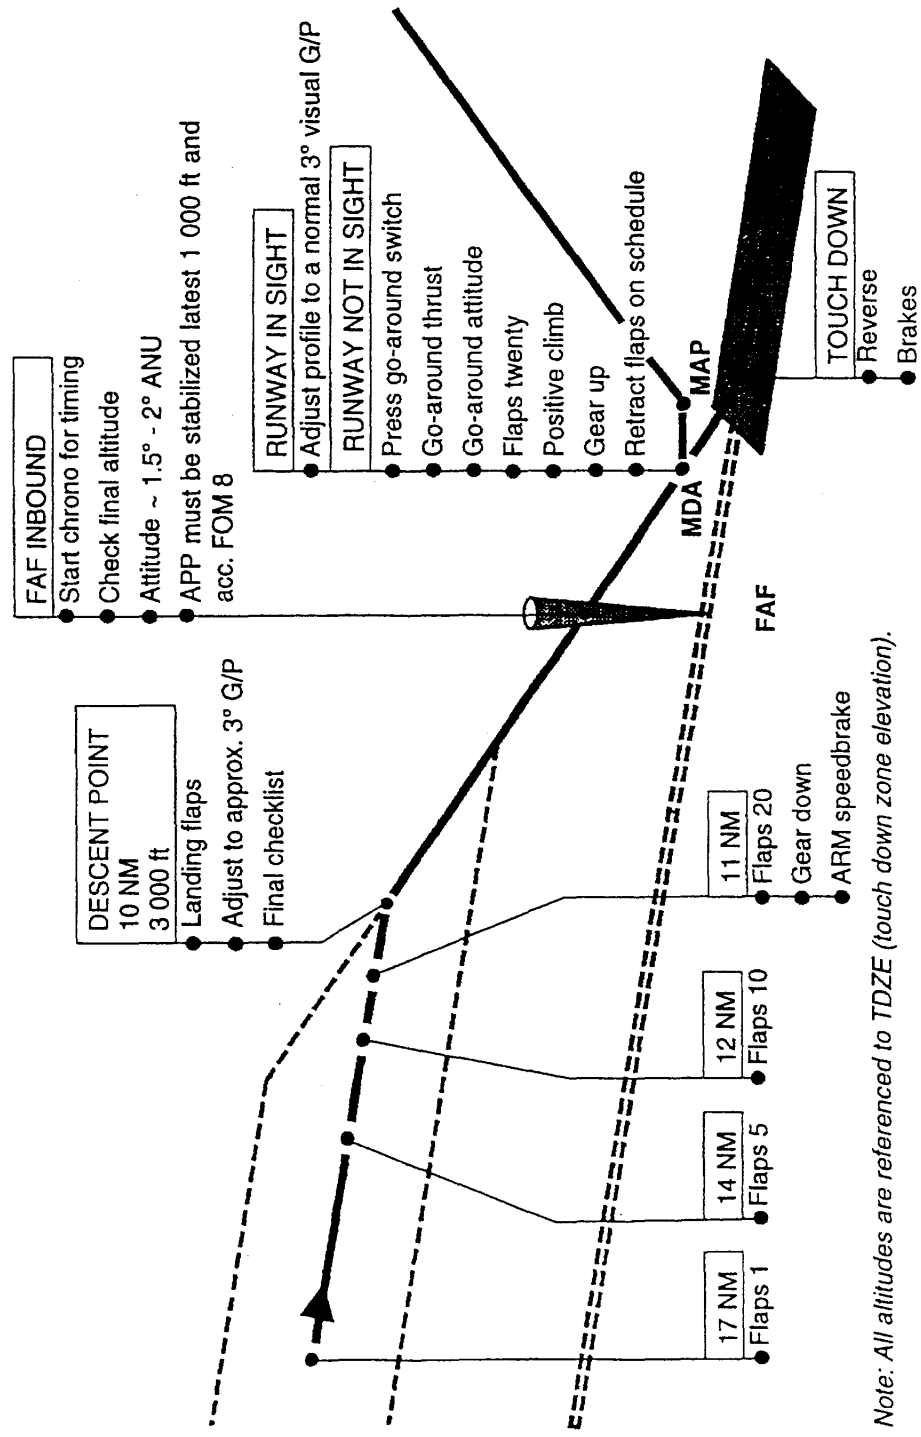 FAF INBOUND
Start chrono for timing
Check final altitude
Attitude ~ 1.5° - 2° ANU
APP must be stabilized latest 1 000 ft and
acc. FOM 8
DESCENT POINT
10 NM
3 000 ft
Landing flaps
Adjust to approx. 3° G/P
Final checklist
RUNWAY IN SIGHT
Adjust profile to a normal 3° visual G/P
RUNWAY NOT IN SIGHT
Press go-around switch
Go-around thrust
Go-around attitude
Flaps twenty
Positive climb
Gear up
Retract flaps on schedule
MDA
MAP
FAF
17 NM
Flaps 1
14 NM
Flaps 5
12 NM
Flaps 10
11 NM
Flaps 20
Gear down
ARM speedbrake
TOUCH DOWN
Reverse
Brakes
Note: All altitudes are referenced to TDZE (touch down zone elevation).